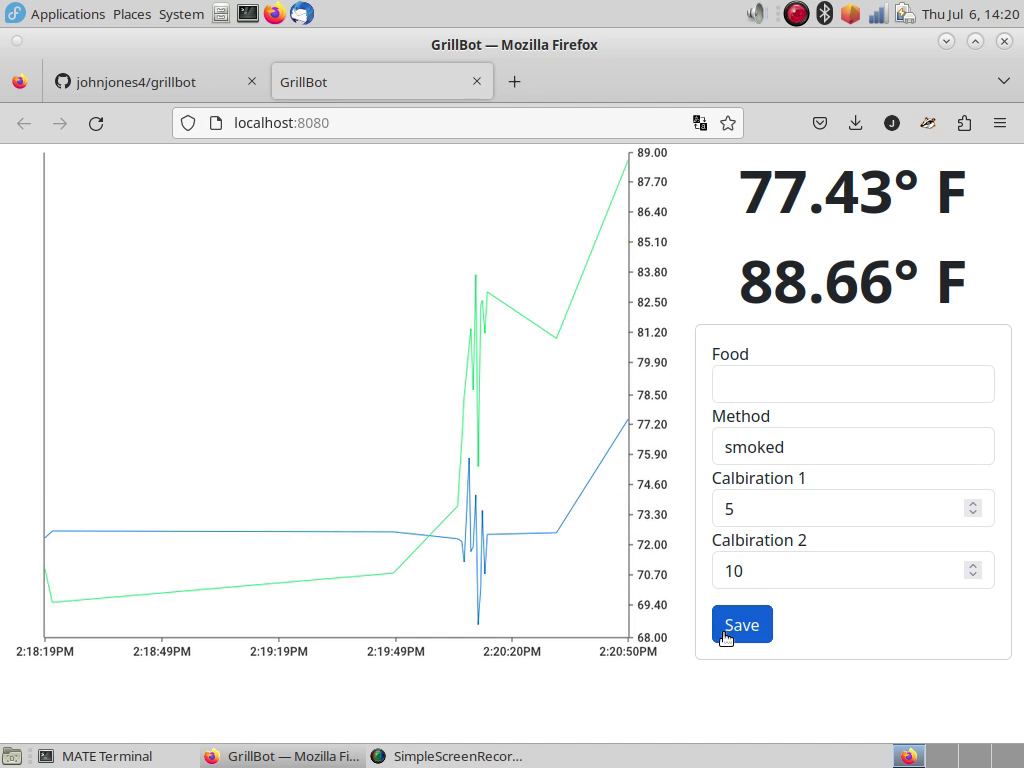 Applications Places System
Thu Jul 6, 14:20
GrillBot — Mozilla Firefox
johnjones4/grillbot
GrillBot
localhost:8080
J
89.00
87.70
86.40
85.10
83.80
82.50
81.20
79.90
78.50
77.20
75.90
74.60
73.30
72.00
70.70
69.40
68.00
2:18:19PM 2:18:49PM 2:19:19PM 2:19:49PM 2:20:20PM 2:20:50PM
77.43° F
88.66° F
Food
Method
smoked
Calbiration 1
5
Calbiration 2
10
Save
MATE Terminal
GrillBot — Mozilla Fi...
SimpleScreenRecor...